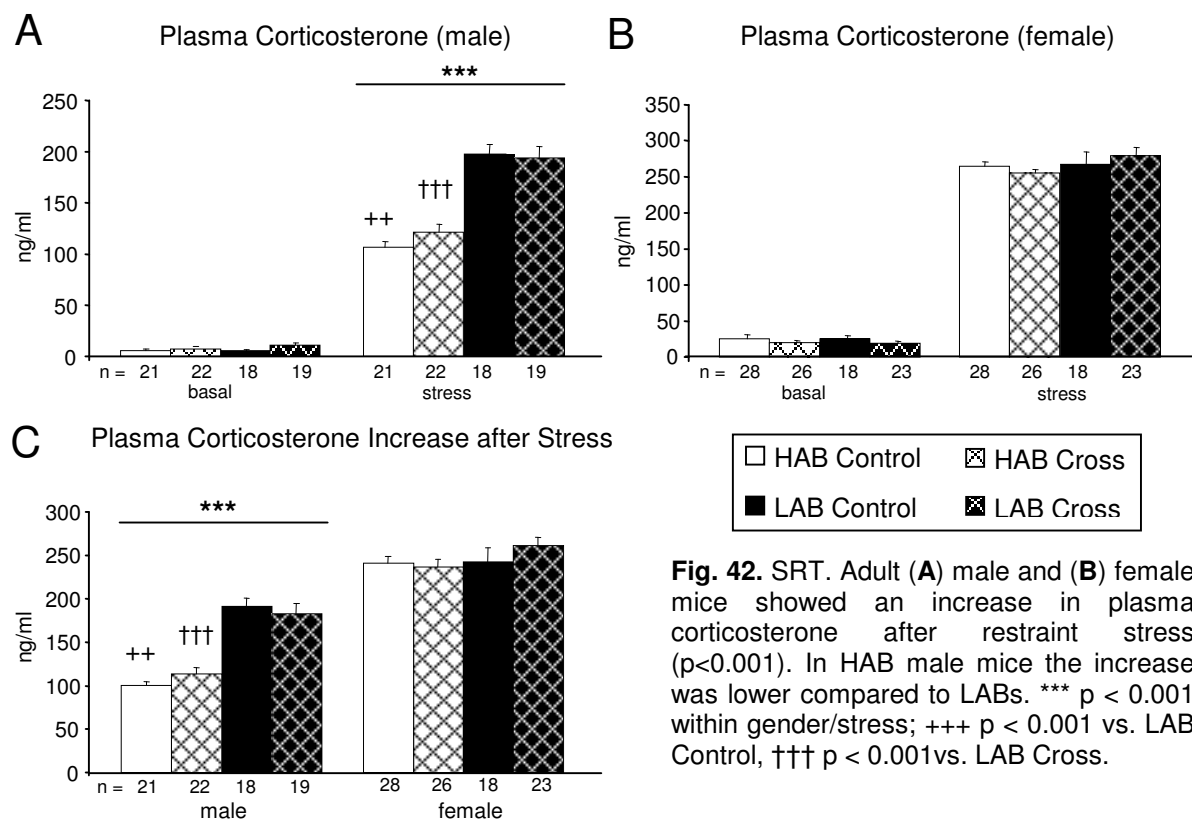 A
Plasma Corticosterone (male)
***
250
200
150
100
50
0
ng/ml
++
†††
n = 21 22 18 19 21 22 18 19
basal stress
B
Plasma Corticosterone (female)
350
300
250
200
150
100
50
0
ng/ml
n = 28 26 18 23 28 26 18 23
basal stress
C
Plasma Corticosterone Increase after Stress
***
300
250
200
150
100
50
0
ng/ml
++
†††
n = 21 22 18 19 28 26 18 23
male female
HAB Control HAB Cross
LAB Control LAB Cross
Fig. 42. SRT. Adult (A) male and (B) female
mice showed an increase in plasma
corticosterone after restraint stress
(p<0.001). In HAB male mice the increase
was lower compared to LABs. *** p < 0.001
within gender/stress; +++ p < 0.001 vs. LAB
Control, ††† p < 0.001vs. LAB Cross.